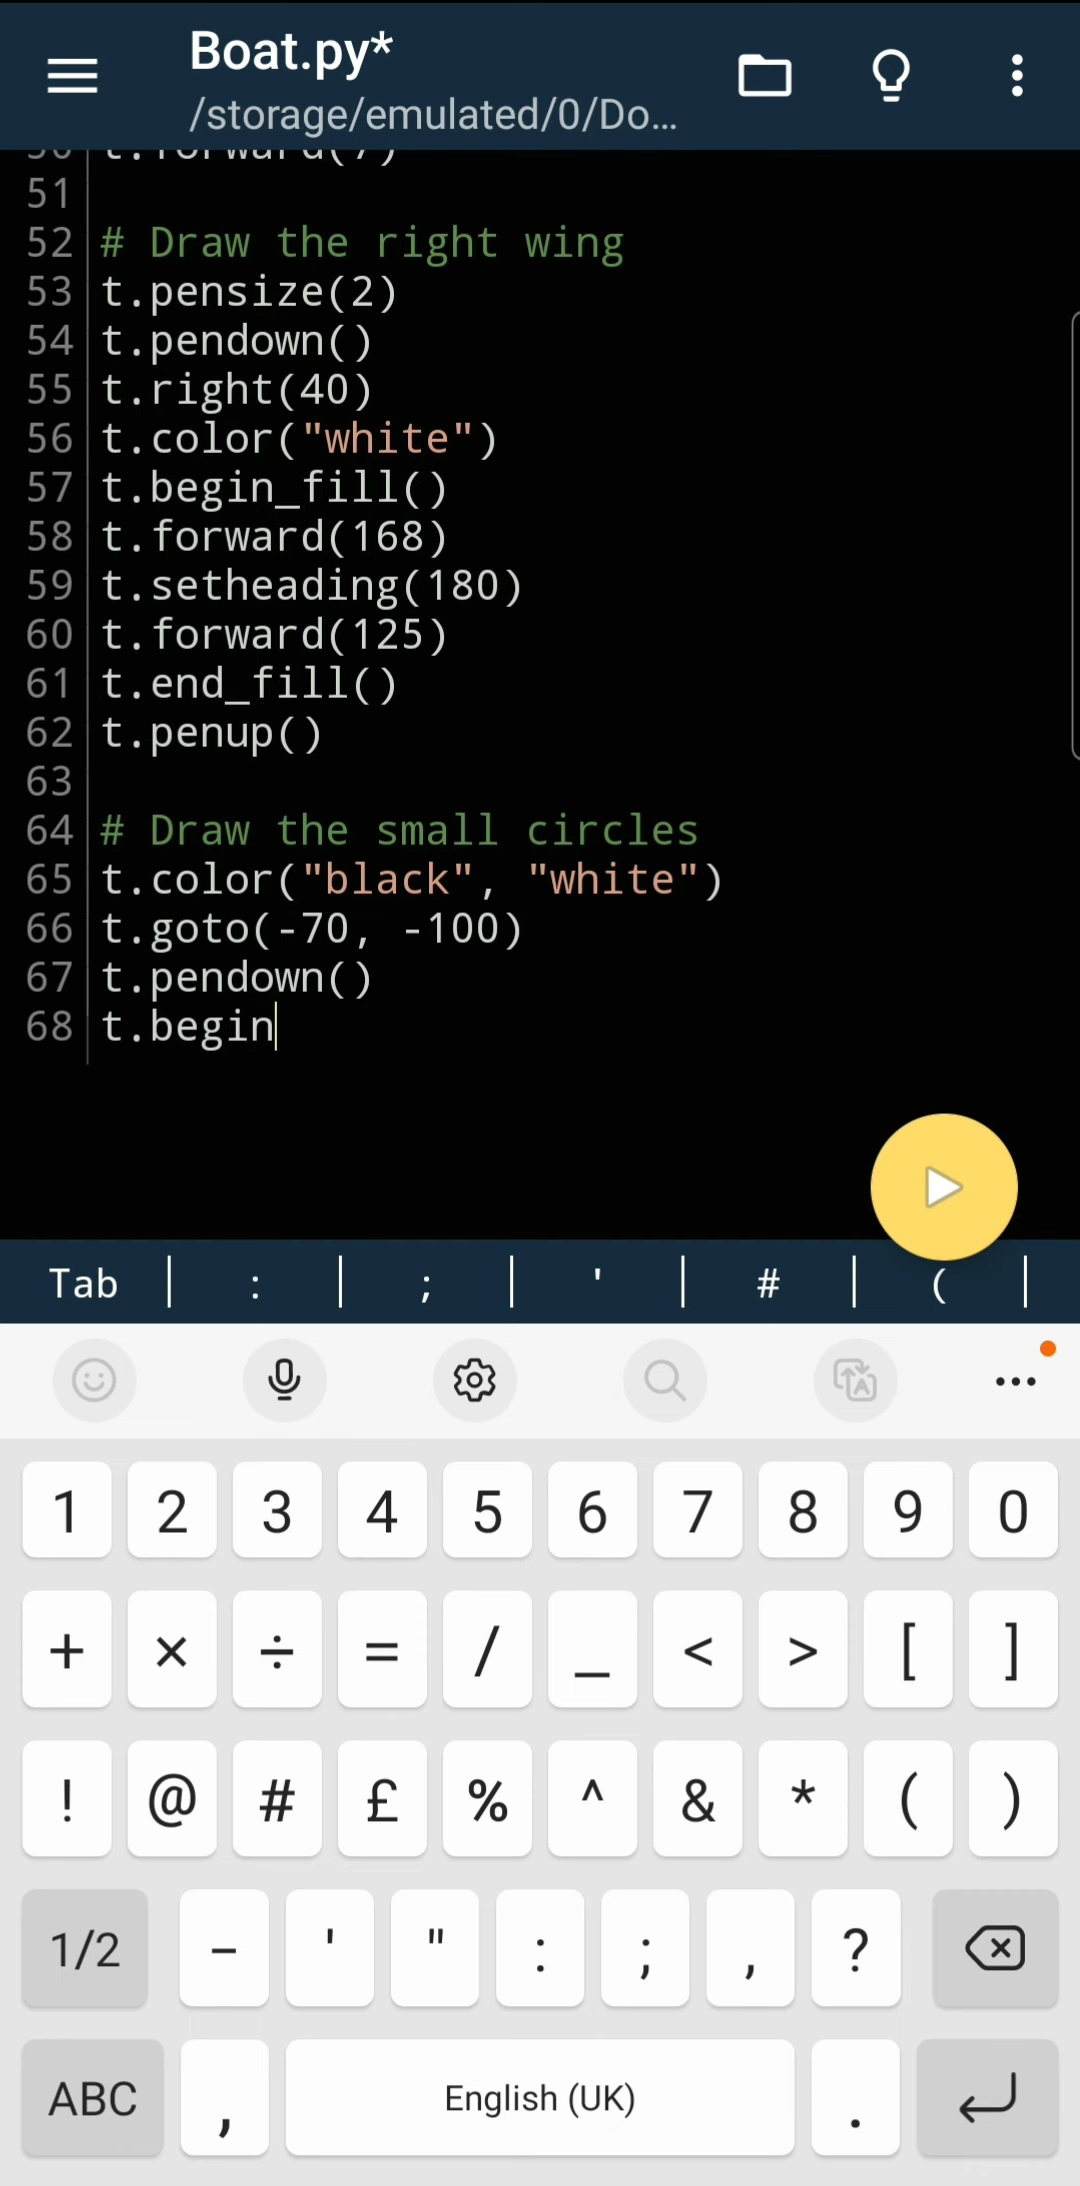 Boat.py*
/storage/emulated/0/Do...
50 t.forward(7)
51
52 # Draw the right wing
53 t.pensize(2)
54 t.pendown()
55 t.right(40)
56 t.color("white")
57 t.begin_fill()
58 t.forward(168)
59 t.setheading(180)
60 t.forward(125)
61 t.end_fill()
62 t.penup()
63
64 # Draw the small circles
65 t.color("black", "white")
66 t.goto(-70, -100)
67 t.pendown()
68 t.begin
Tab | : | ; | ' | # | ( |
1 2 3 4 5 6 7 8 9 0
+ × ÷ = / _ < > [ ]
! @ # £ % ^ & * ( )
1/2 - ' " : ; , ?
ABC , English (UK) .